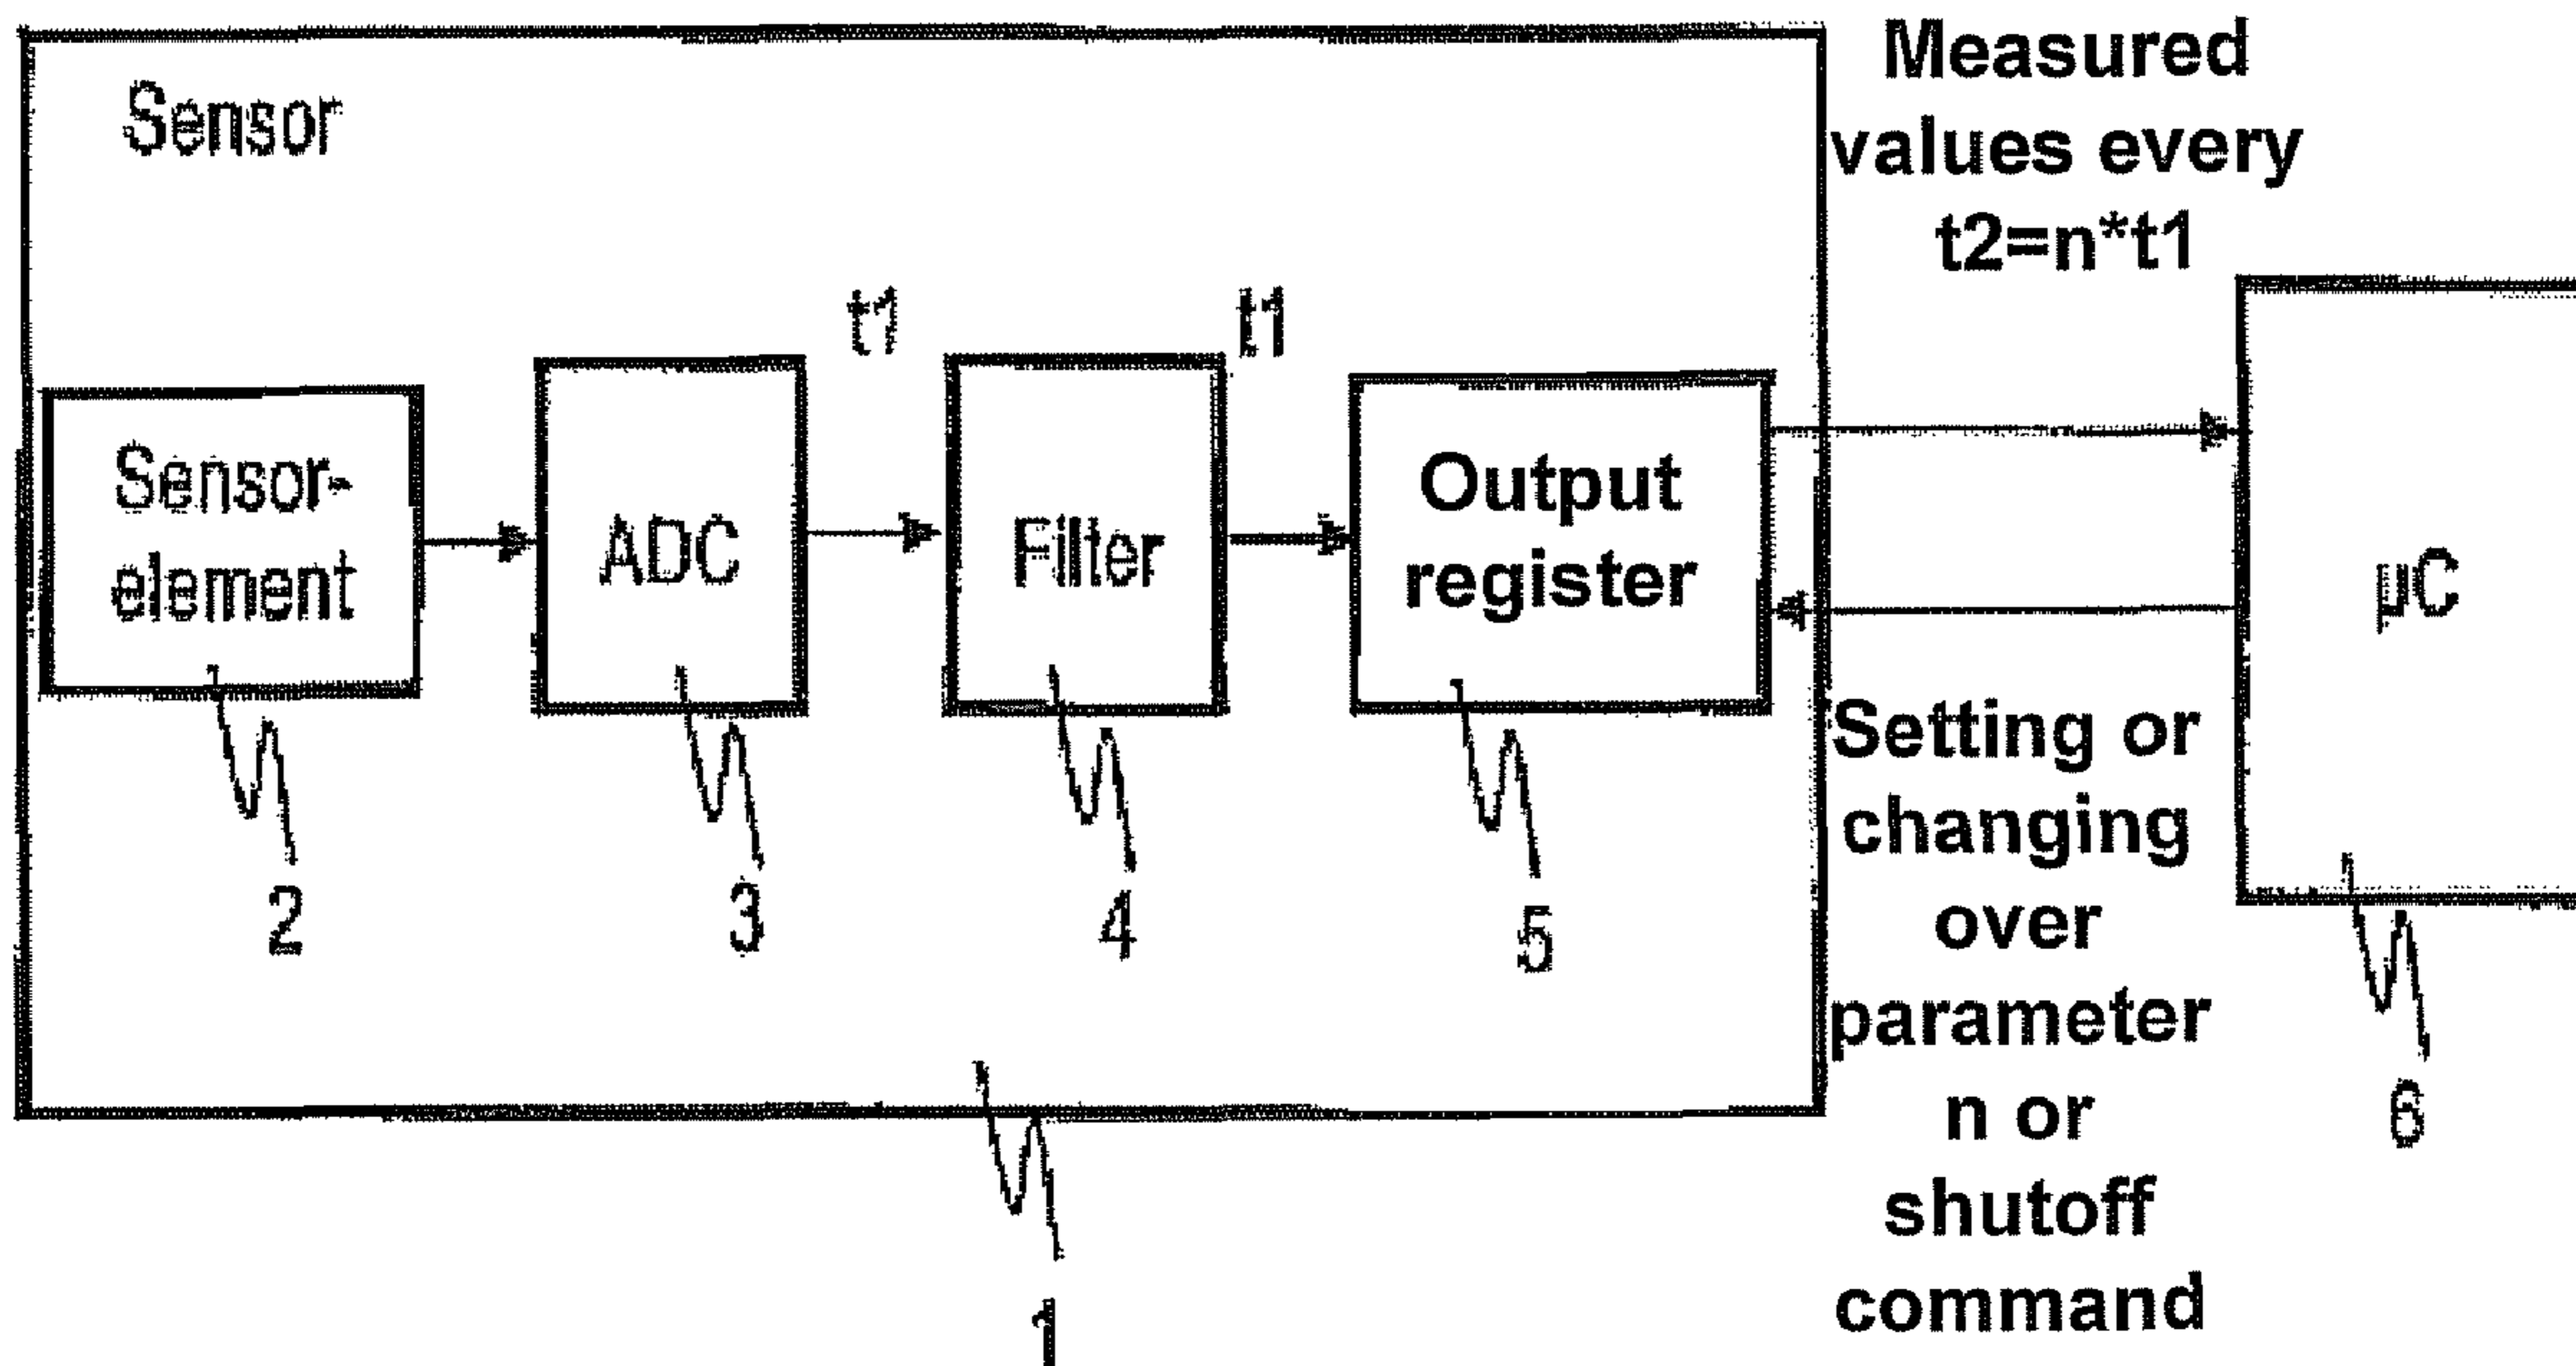 Sensor
Measured
values every
t2=n*t1
t1
t1
Sensor-
element
ADC
Filter
Output
register
µC
Setting or
changing
over
parameter
n or
shutoff
command
2
3
4
5
6
1